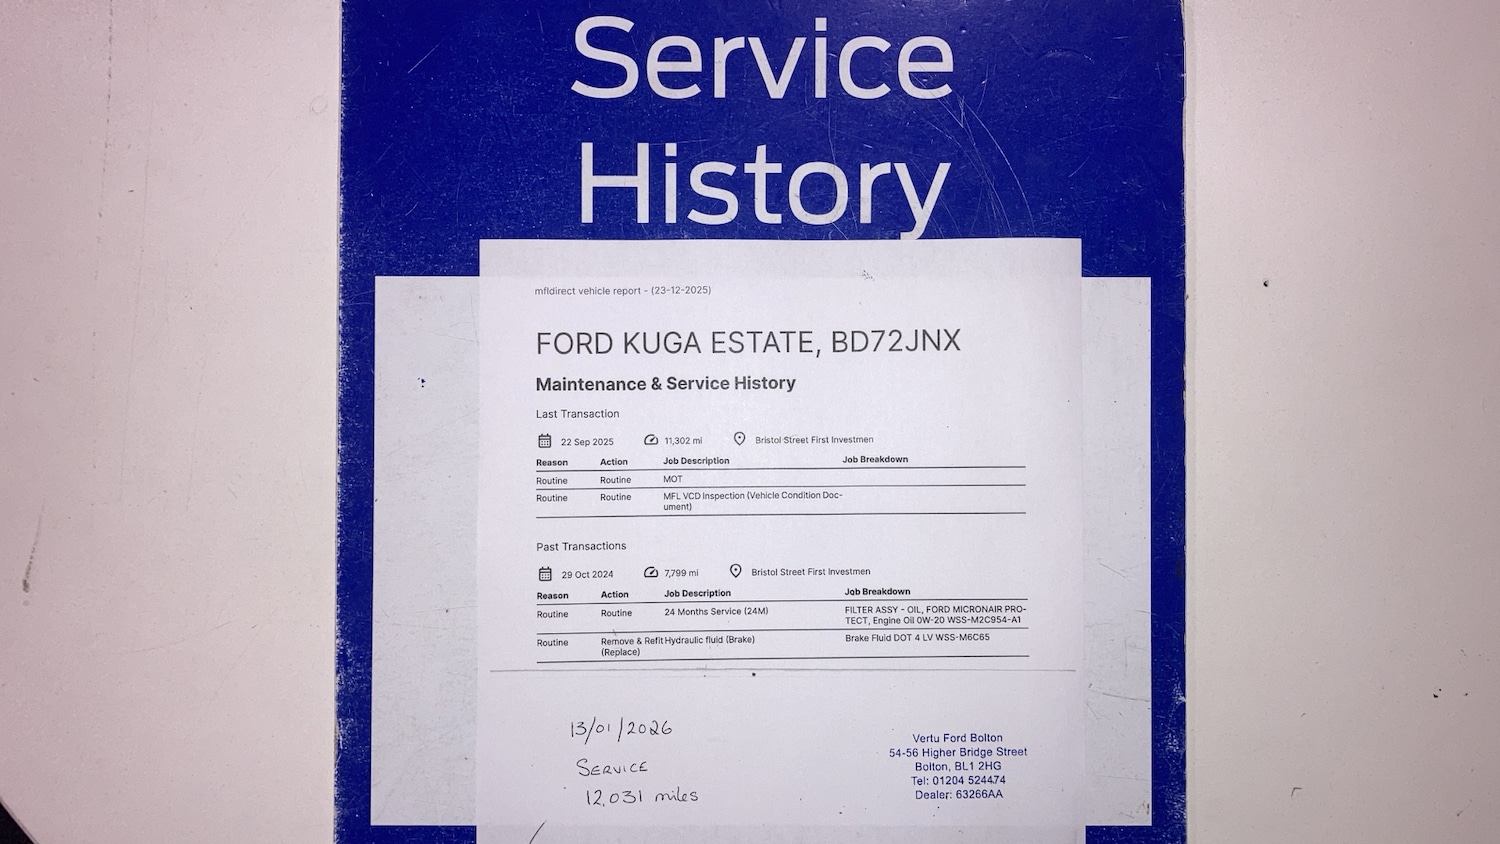 Service
History
mfldirect vehicle report - (23-12-2025)
FORD KUGA ESTATE, BD72JNX
Maintenance & Service History
Last Transaction
22 Sep 2025 11,302 mi Bristol Street First Investmen
Reason Action Job Description Job Breakdown
Routine Routine MOT
Routine Routine MFL VCD Inspection (Vehicle Condition Doc-
ument)
Past Transactions
29 Oct 2024 7,799 mi Bristol Street First Investmen
Reason Action Job Description Job Breakdown
Routine Routine 24 Months Service (24M) FILTER ASSY - OIL, FORD MICRONAIR PRO-
TECT, Engine Oil 0W-20 WSS-M2C954-A1
Routine Remove & Refit Hydraulic fluid (Brake) Brake Fluid DOT 4 LV WSS-M6C65
(Replace)
13/01/2026
SERVICE
12,031 miles
Vertu Ford Bolton
54-56 Higher Bridge Street
Bolton, BL1 2HG
Tel: 01204 524474
Dealer: 63266AA